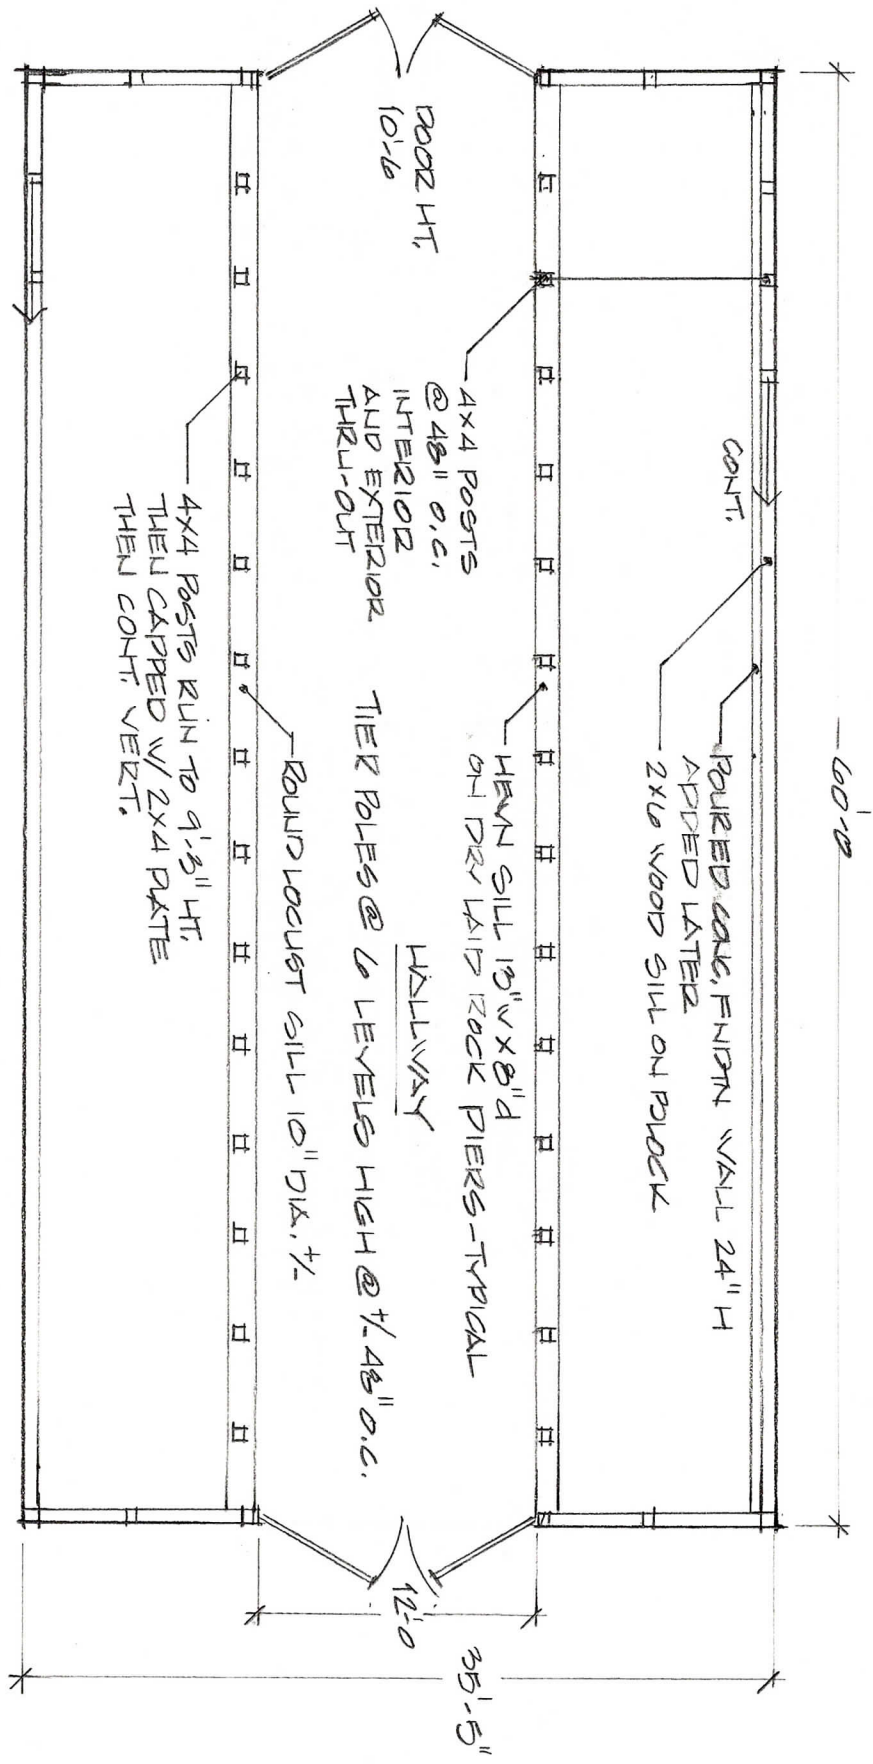 60'-0
CONT.
POURED CONC. FNDTN WALL 24" H
ADDED LATER
2X6 WOOD SILL ON BLOCK
DOOR HT.
10'-6
4X4 POSTS
@ 48" O.C.
INTERIOR
AND EXTERIOR
THRU-OUT
HEWN SILL 13"W X 8"d
ON DRY LAID ROCK PIERS-TYPICAL
HALLWAY
TIER POLES @ 6 LEVELS HIGH @ +/- 48" O.C.
ROUND LOCUST SILL 10" DIA. +/-
4X4 POSTS RUN TO 9'-3" HT.
THEN CAPPED W/ 2X4 PLATE
THEN CONT. VERT.
12'-0
35'-5"